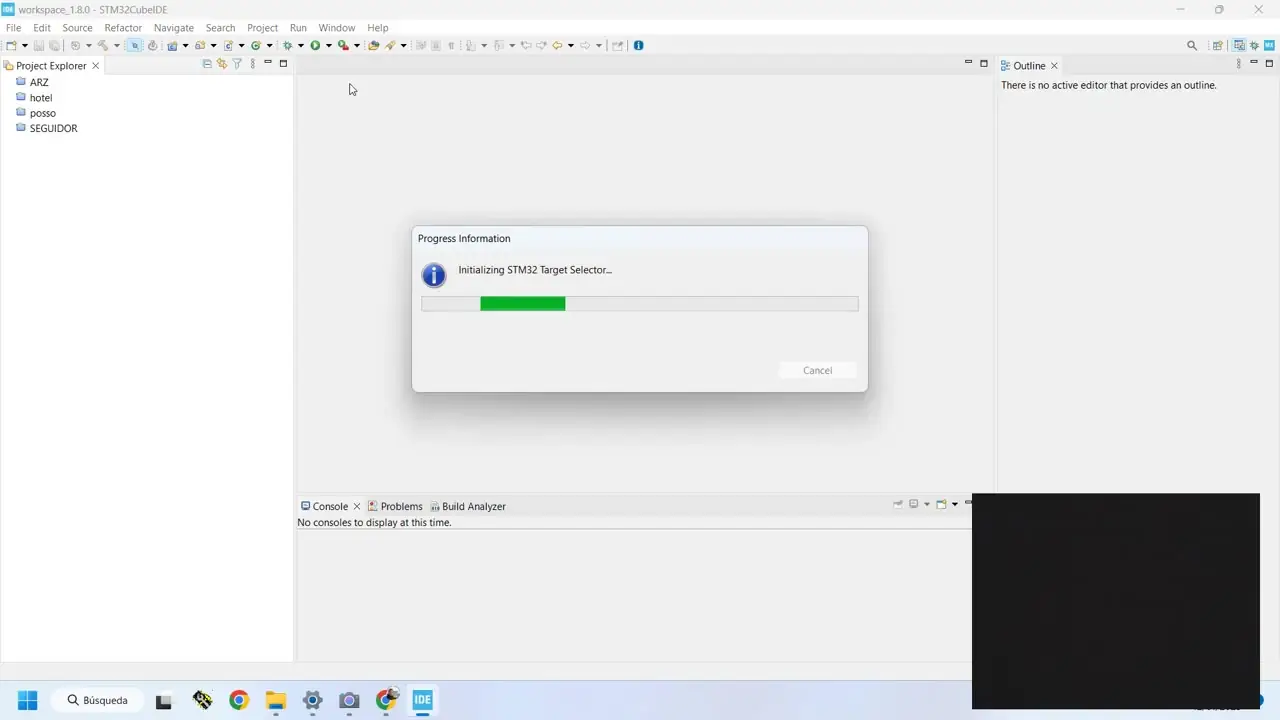 IDE workspace_1.8.0 - STM32CubeIDE
File Edit Source Refactor Navigate Search Project Run Window Help
MX
Project Explorer
ARZ
hotel
posso
SEGUIDOR
Outline
There is no active editor that provides an outline.
Progress Information
Initializing STM32 Target Selector...
Cancel
Console Problems Build Analyzer
No consoles to display at this time.
Búsqueda
IDE